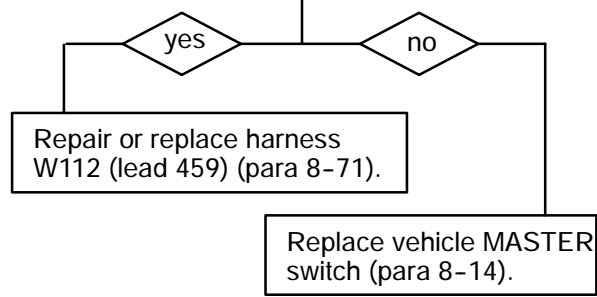 yes
no
Repair or replace harness
W112 (lead 459) (para 8-71).
Replace vehicle MASTER
switch (para 8-14).